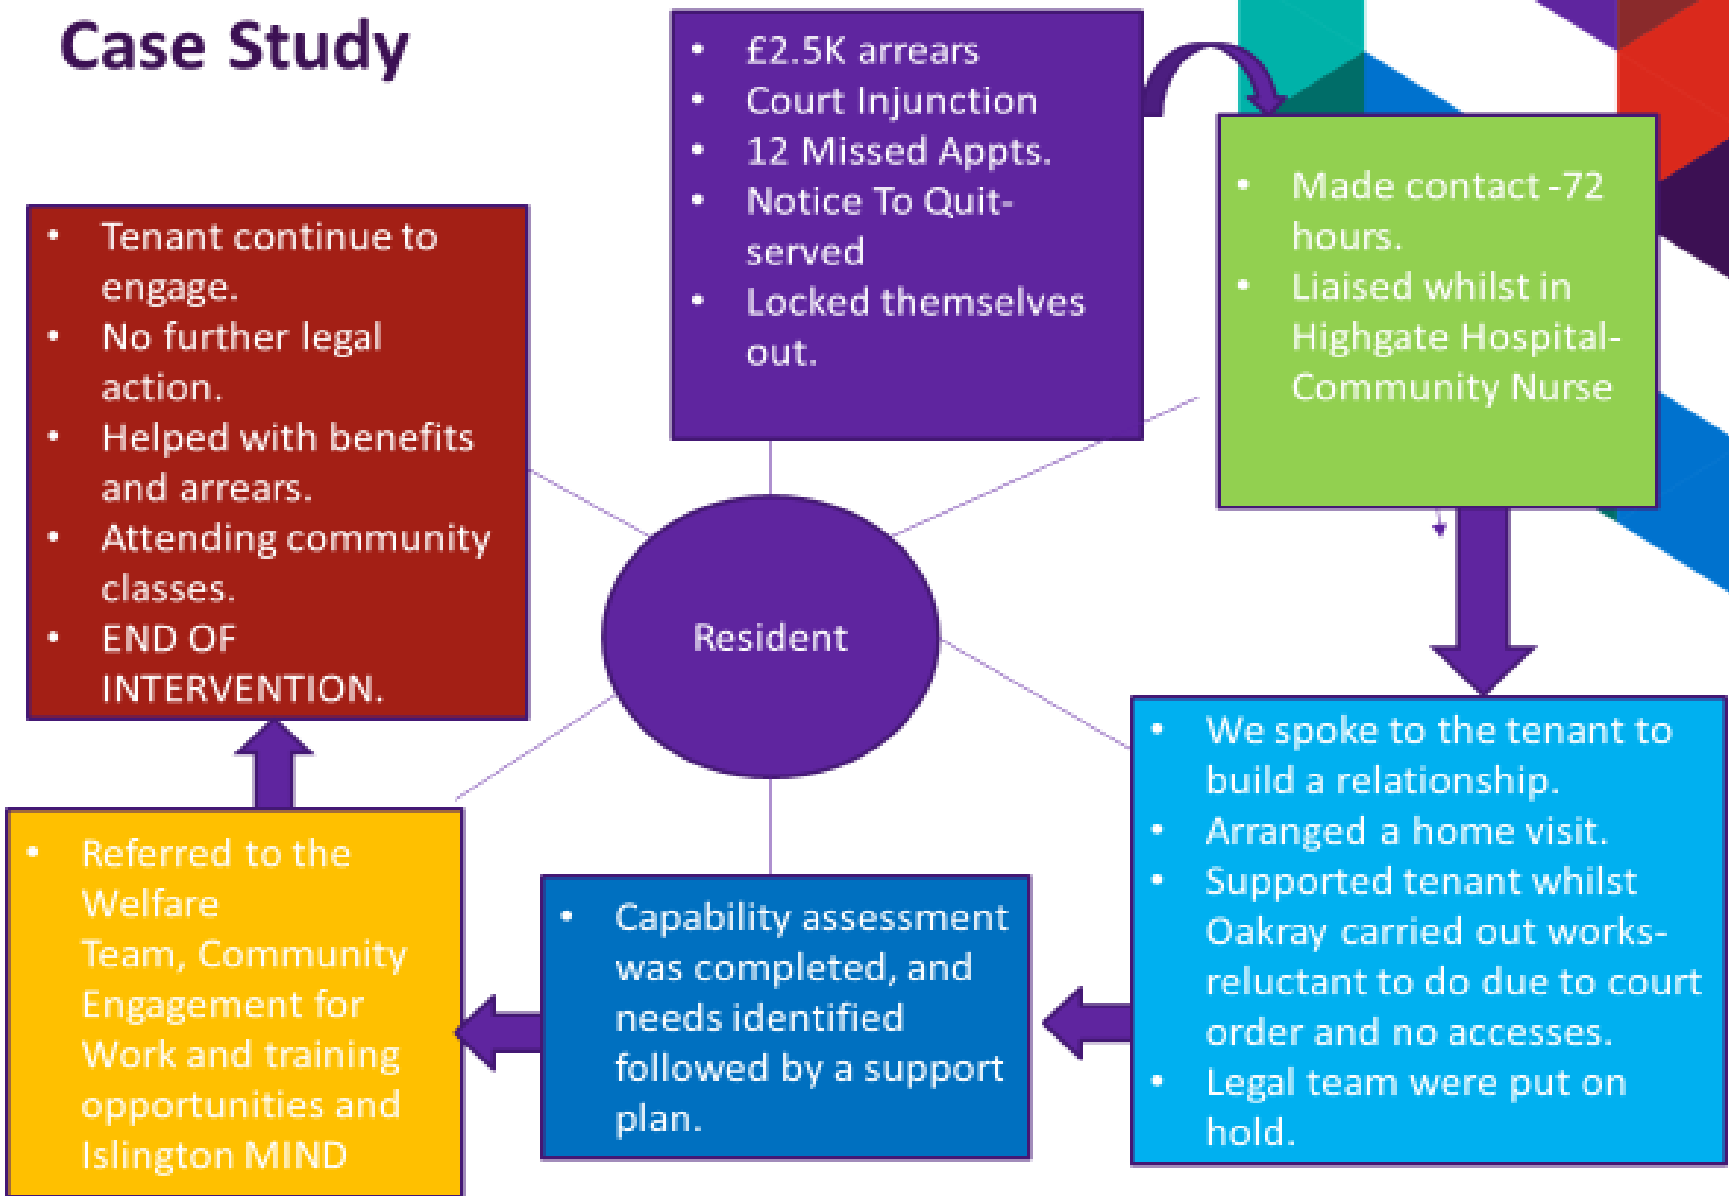 Case Study
• £2.5K arrears
• Court Injunction
• 12 Missed Appts.
• Notice To Quit-
served
• Locked themselves
out.
• Made contact -72
hours.
• Liaised whilst in
Highgate Hospital-
Community Nurse
• We spoke to the tenant to
build a relationship.
• Arranged a home visit.
• Supported tenant whilst
Oakray carried out works-
reluctant to do due to court
order and no accesses.
• Legal team were put on
hold.
• Capability assessment
was completed, and
needs identified
followed by a support
plan.
• Referred to the
Welfare
Team, Community
Engagement for
Work and training
opportunities and
Islington MIND
• Tenant continue to
engage.
• No further legal
action.
• Helped with benefits
and arrears.
• Attending community
classes.
• END OF
INTERVENTION.
Resident